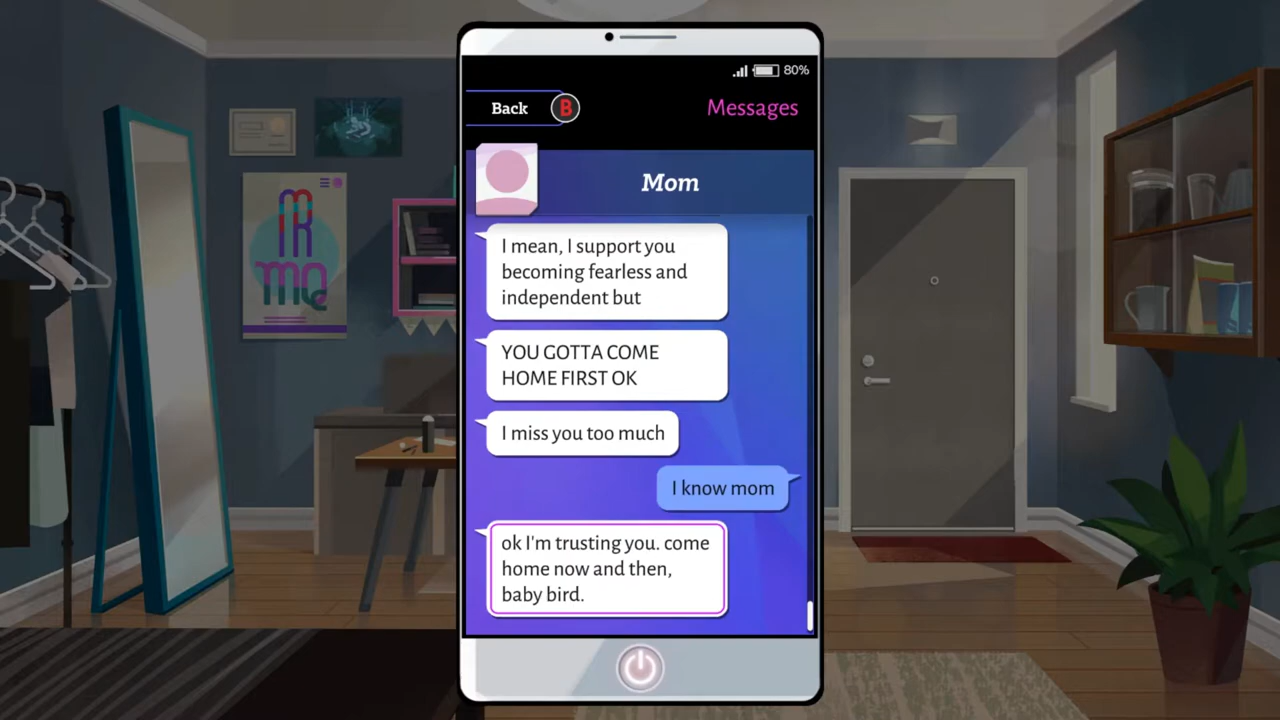 80%
Back
B
Messages
Mom
I mean, I support you
becoming fearless and
independent but
YOU GOTTA COME
HOME FIRST OK
I miss you too much
I know mom
ok I'm trusting you. come
home now and then,
baby bird.